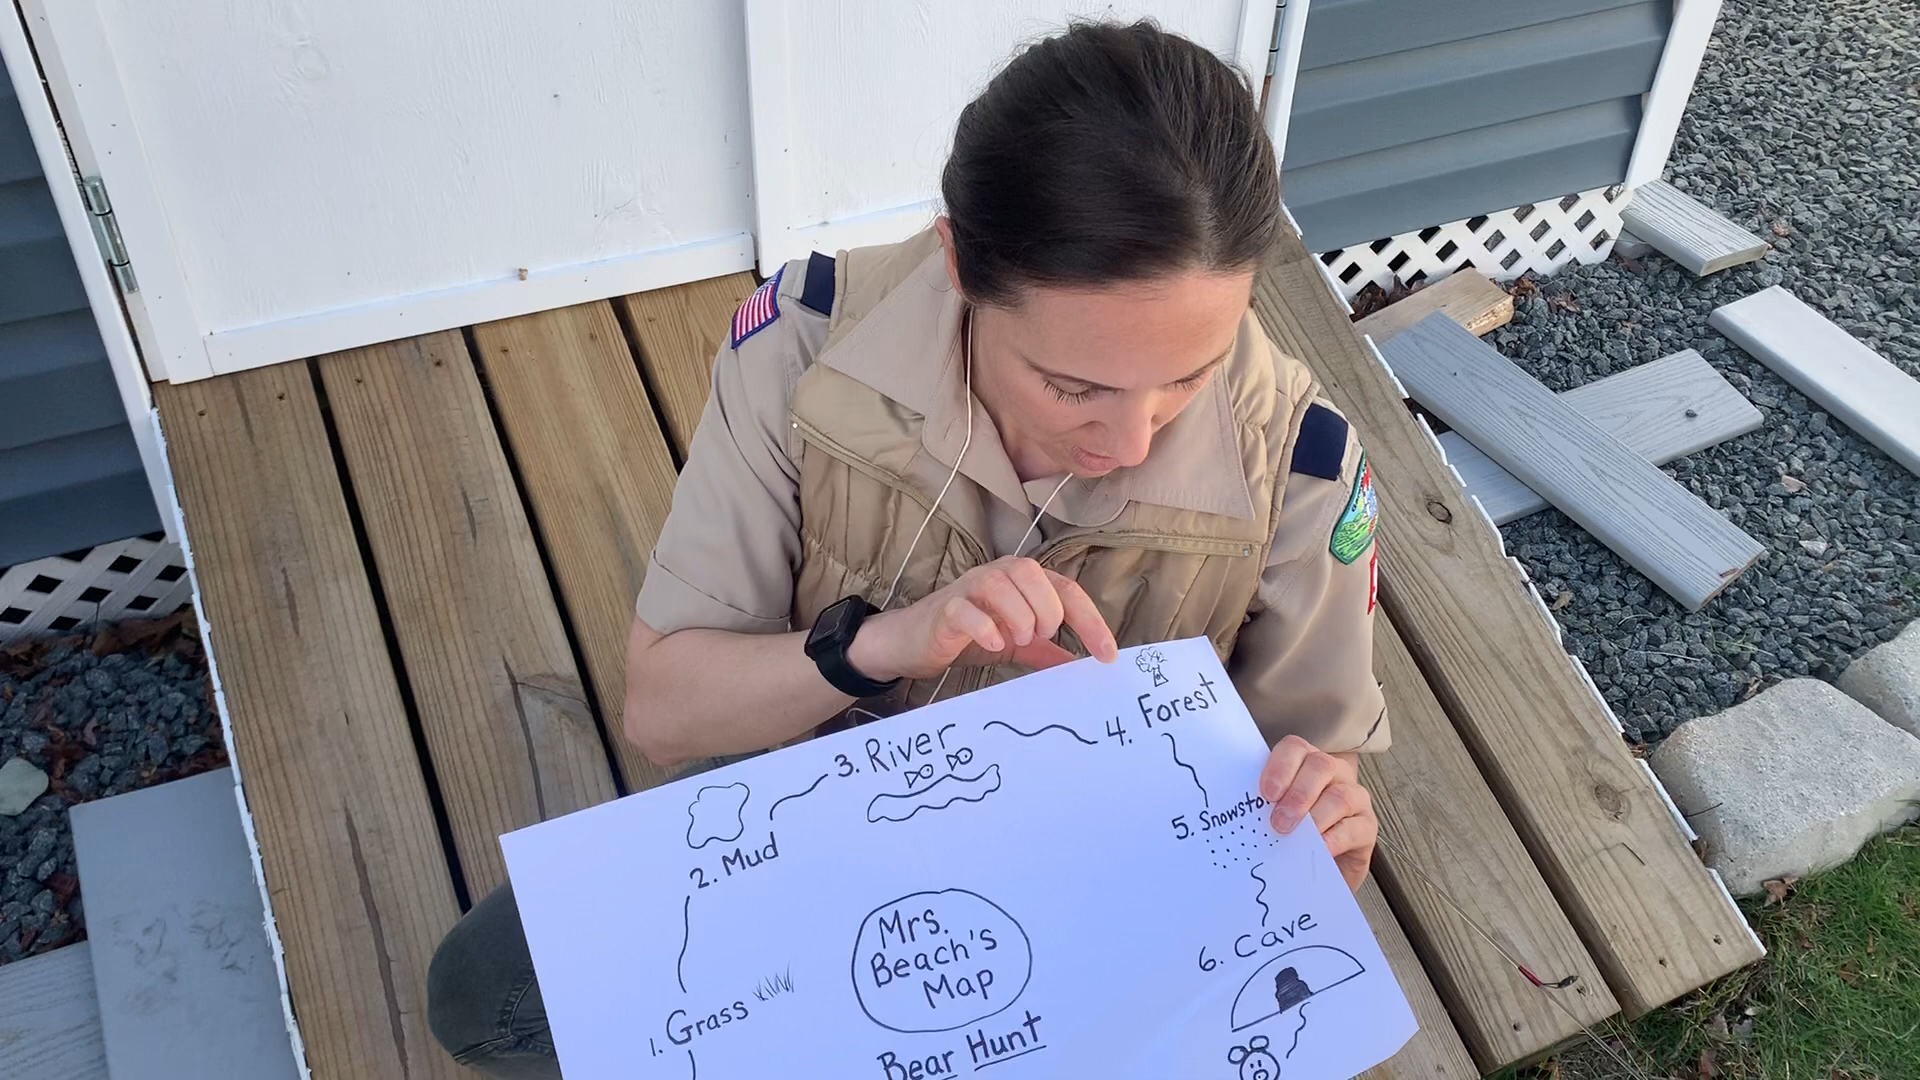 3. River
4. Forest
2. Mud
5. Snowsto
Mrs.
Beach's
Map
6. Cave
1. Grass
Bear Hunt